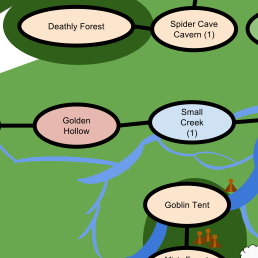 Deathly Forest
Spider Cave
Cavern (1)
Golden
Hollow
Small
Creek
(1)
Goblin Tent